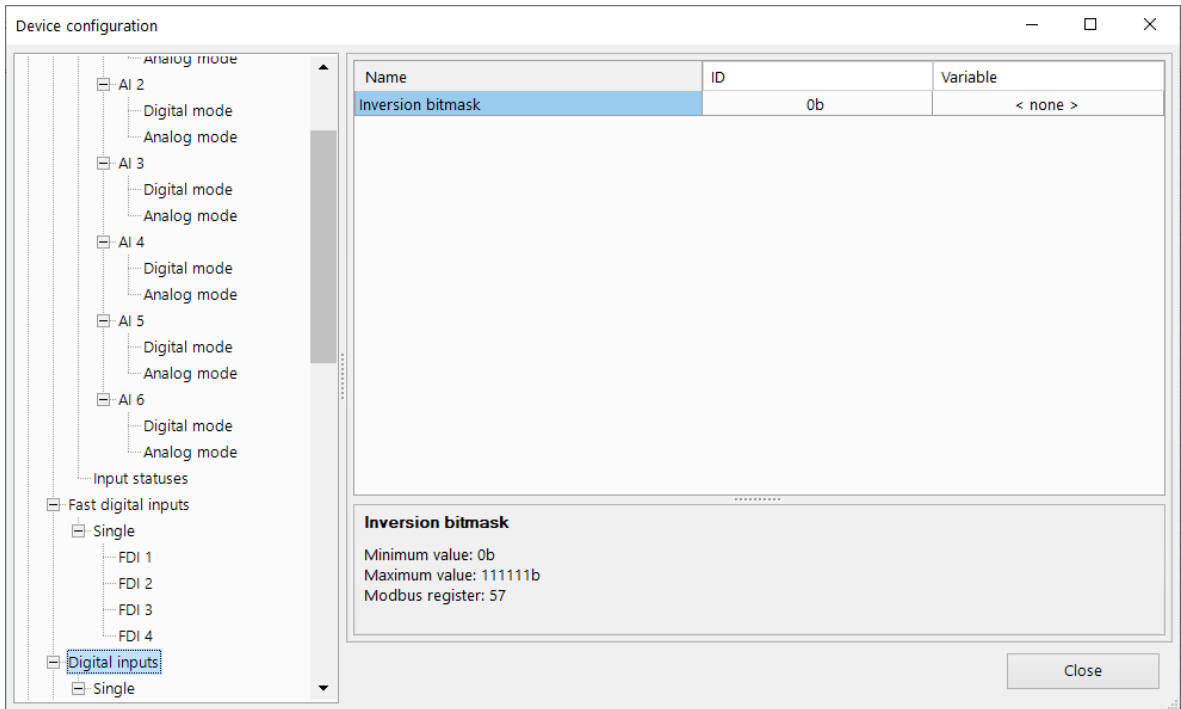 Device configuration
Analog mode
AI 2
Digital mode
Analog mode
AI 3
Digital mode
Analog mode
AI 4
Digital mode
Analog mode
AI 5
Digital mode
Analog mode
AI 6
Digital mode
Analog mode
Input statuses
Fast digital inputs
Single
FDI 1
FDI 2
FDI 3
FDI 4
Digital inputs
Single
Name ID Variable
Inversion bitmask 0b < none >
Inversion bitmask
Minimum value: 0b
Maximum value: 111111b
Modbus register: 57
Close